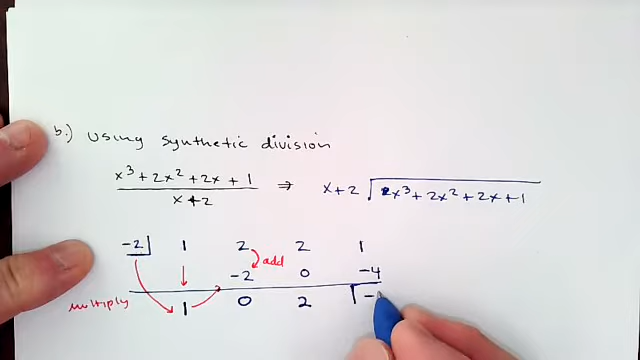 b.) Using synthetic division
x³ + 2x² + 2x + 1 ⇒ x+2 | x³ + 2x² + 2x + 1
x+2
-2 | 1 2 2 1
add
-2 0 -4
multiply 1 0 2 | -